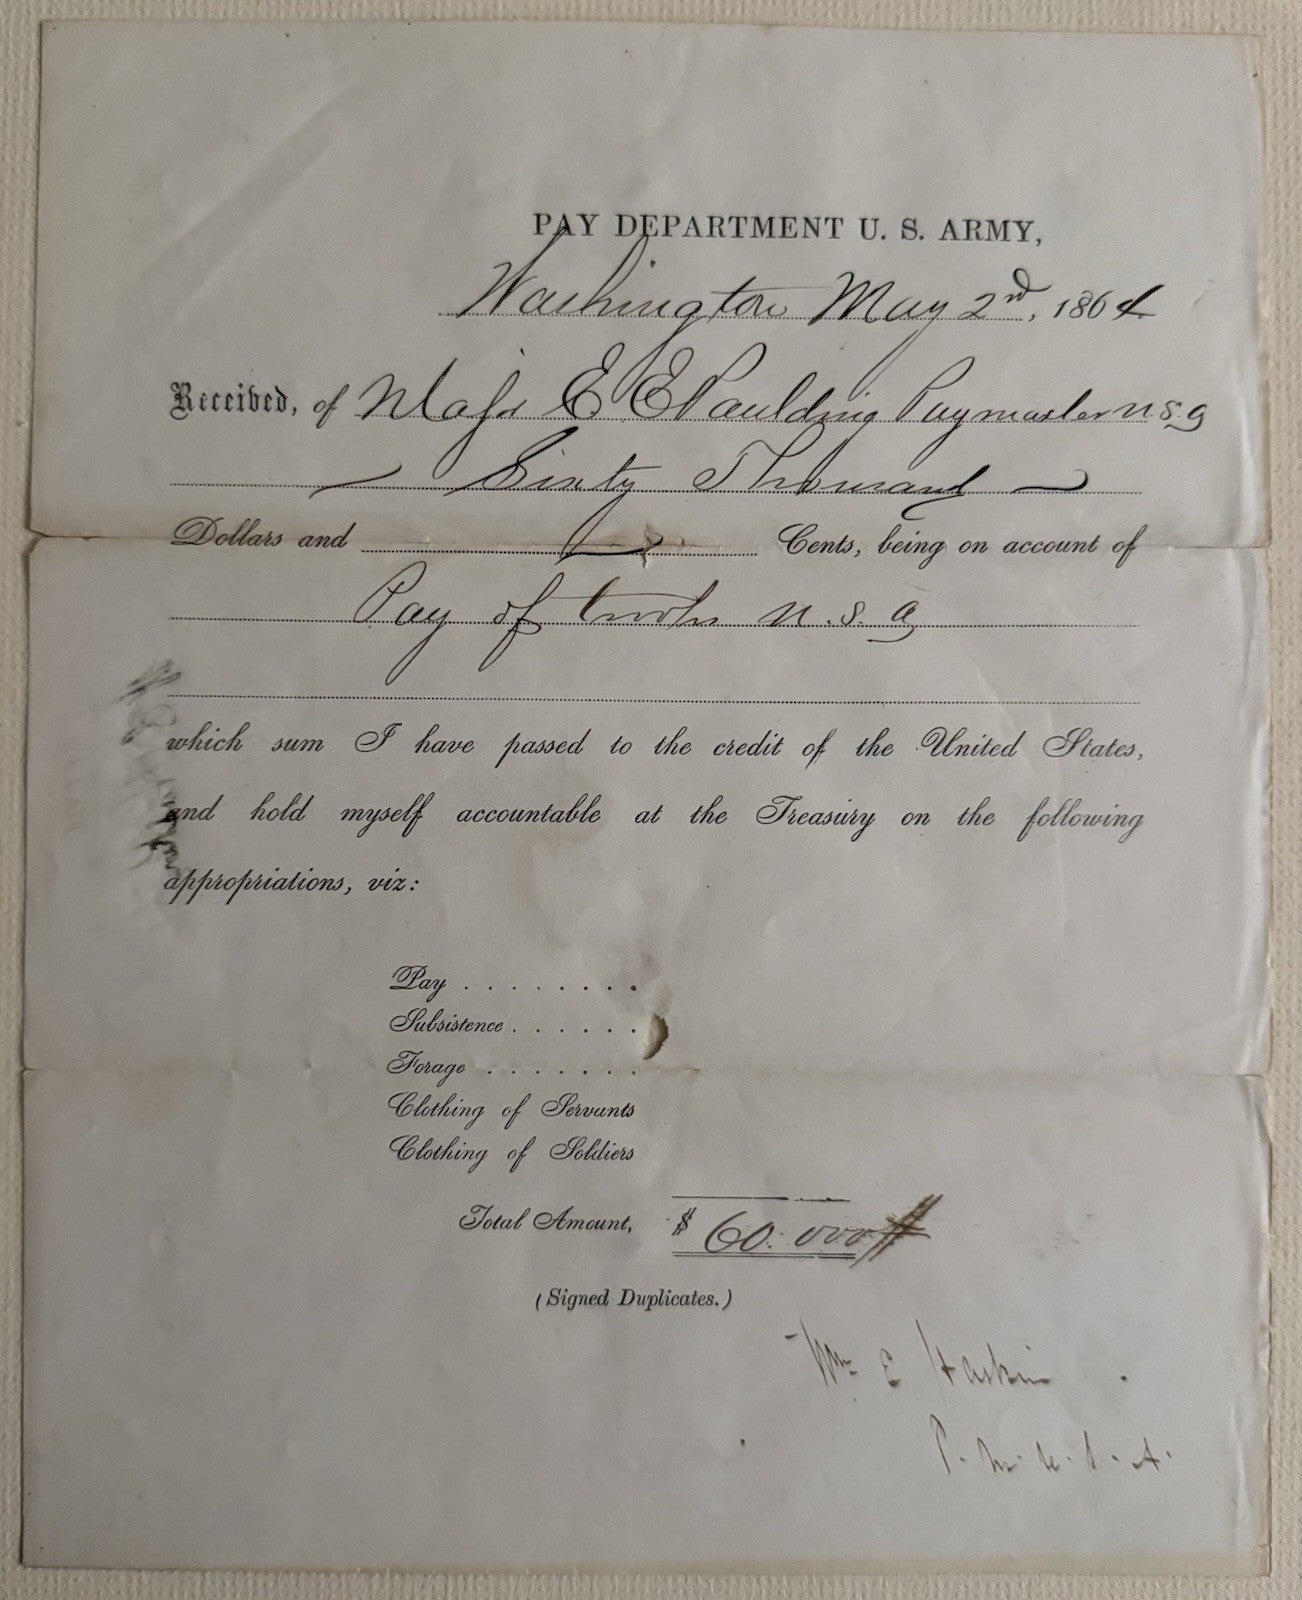 PAY DEPARTMENT U. S. ARMY,
Washington May 2nd, 1864
Received, of Majr E E Paulding Paymaster U S A
Sixty Thousand
Dollars and — Cents, being on account of
Pay of troops U. S. A
which sum I have passed to the credit of the United States,
and hold myself accountable at the Treasury on the following
appropriations, viz:
Pay . . . . . . . .
Subsistence . . . . . .
Forage . . . . . . .
Clothing of Servants
Clothing of Soldiers
Total Amount, $ 60.000
(Signed Duplicates.)
Wm E Haskin
P. M. U. S. A.